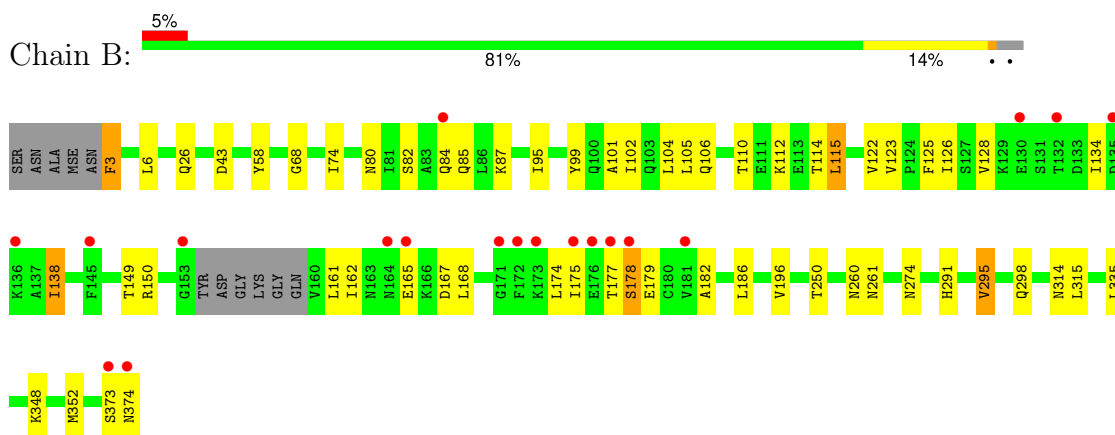 5%
Chain B:
81% 14% • •
SER ASN ALA MSE ASN F3 L6 Q26 D43 Y58 G68 I74 N80 I81 S82 A83 Q84 Q85 L86 K87 I95 Y99 Q100 A101 I102 Q103 L104 L105 Q106 T110 E111 K112 E113 T114 L115 V122 V123 P124 F125 I126 S127 V128 K129 E130 S131 T132 D133 I134 D135
K136 A137 I138 F145 T149 R150 G153 TYR ASP GLY LYS GLY GLN V160 L161 I162 N163 N164 E165 K166 D167 L168 G171 F172 K173 L174 I175 E176 T177 S178 E179 C180 V181 A182 L186 V196 T250 N260 N261 N274 H291 V295 Q298 N314 L315 L335
K348 M352 S373 N374